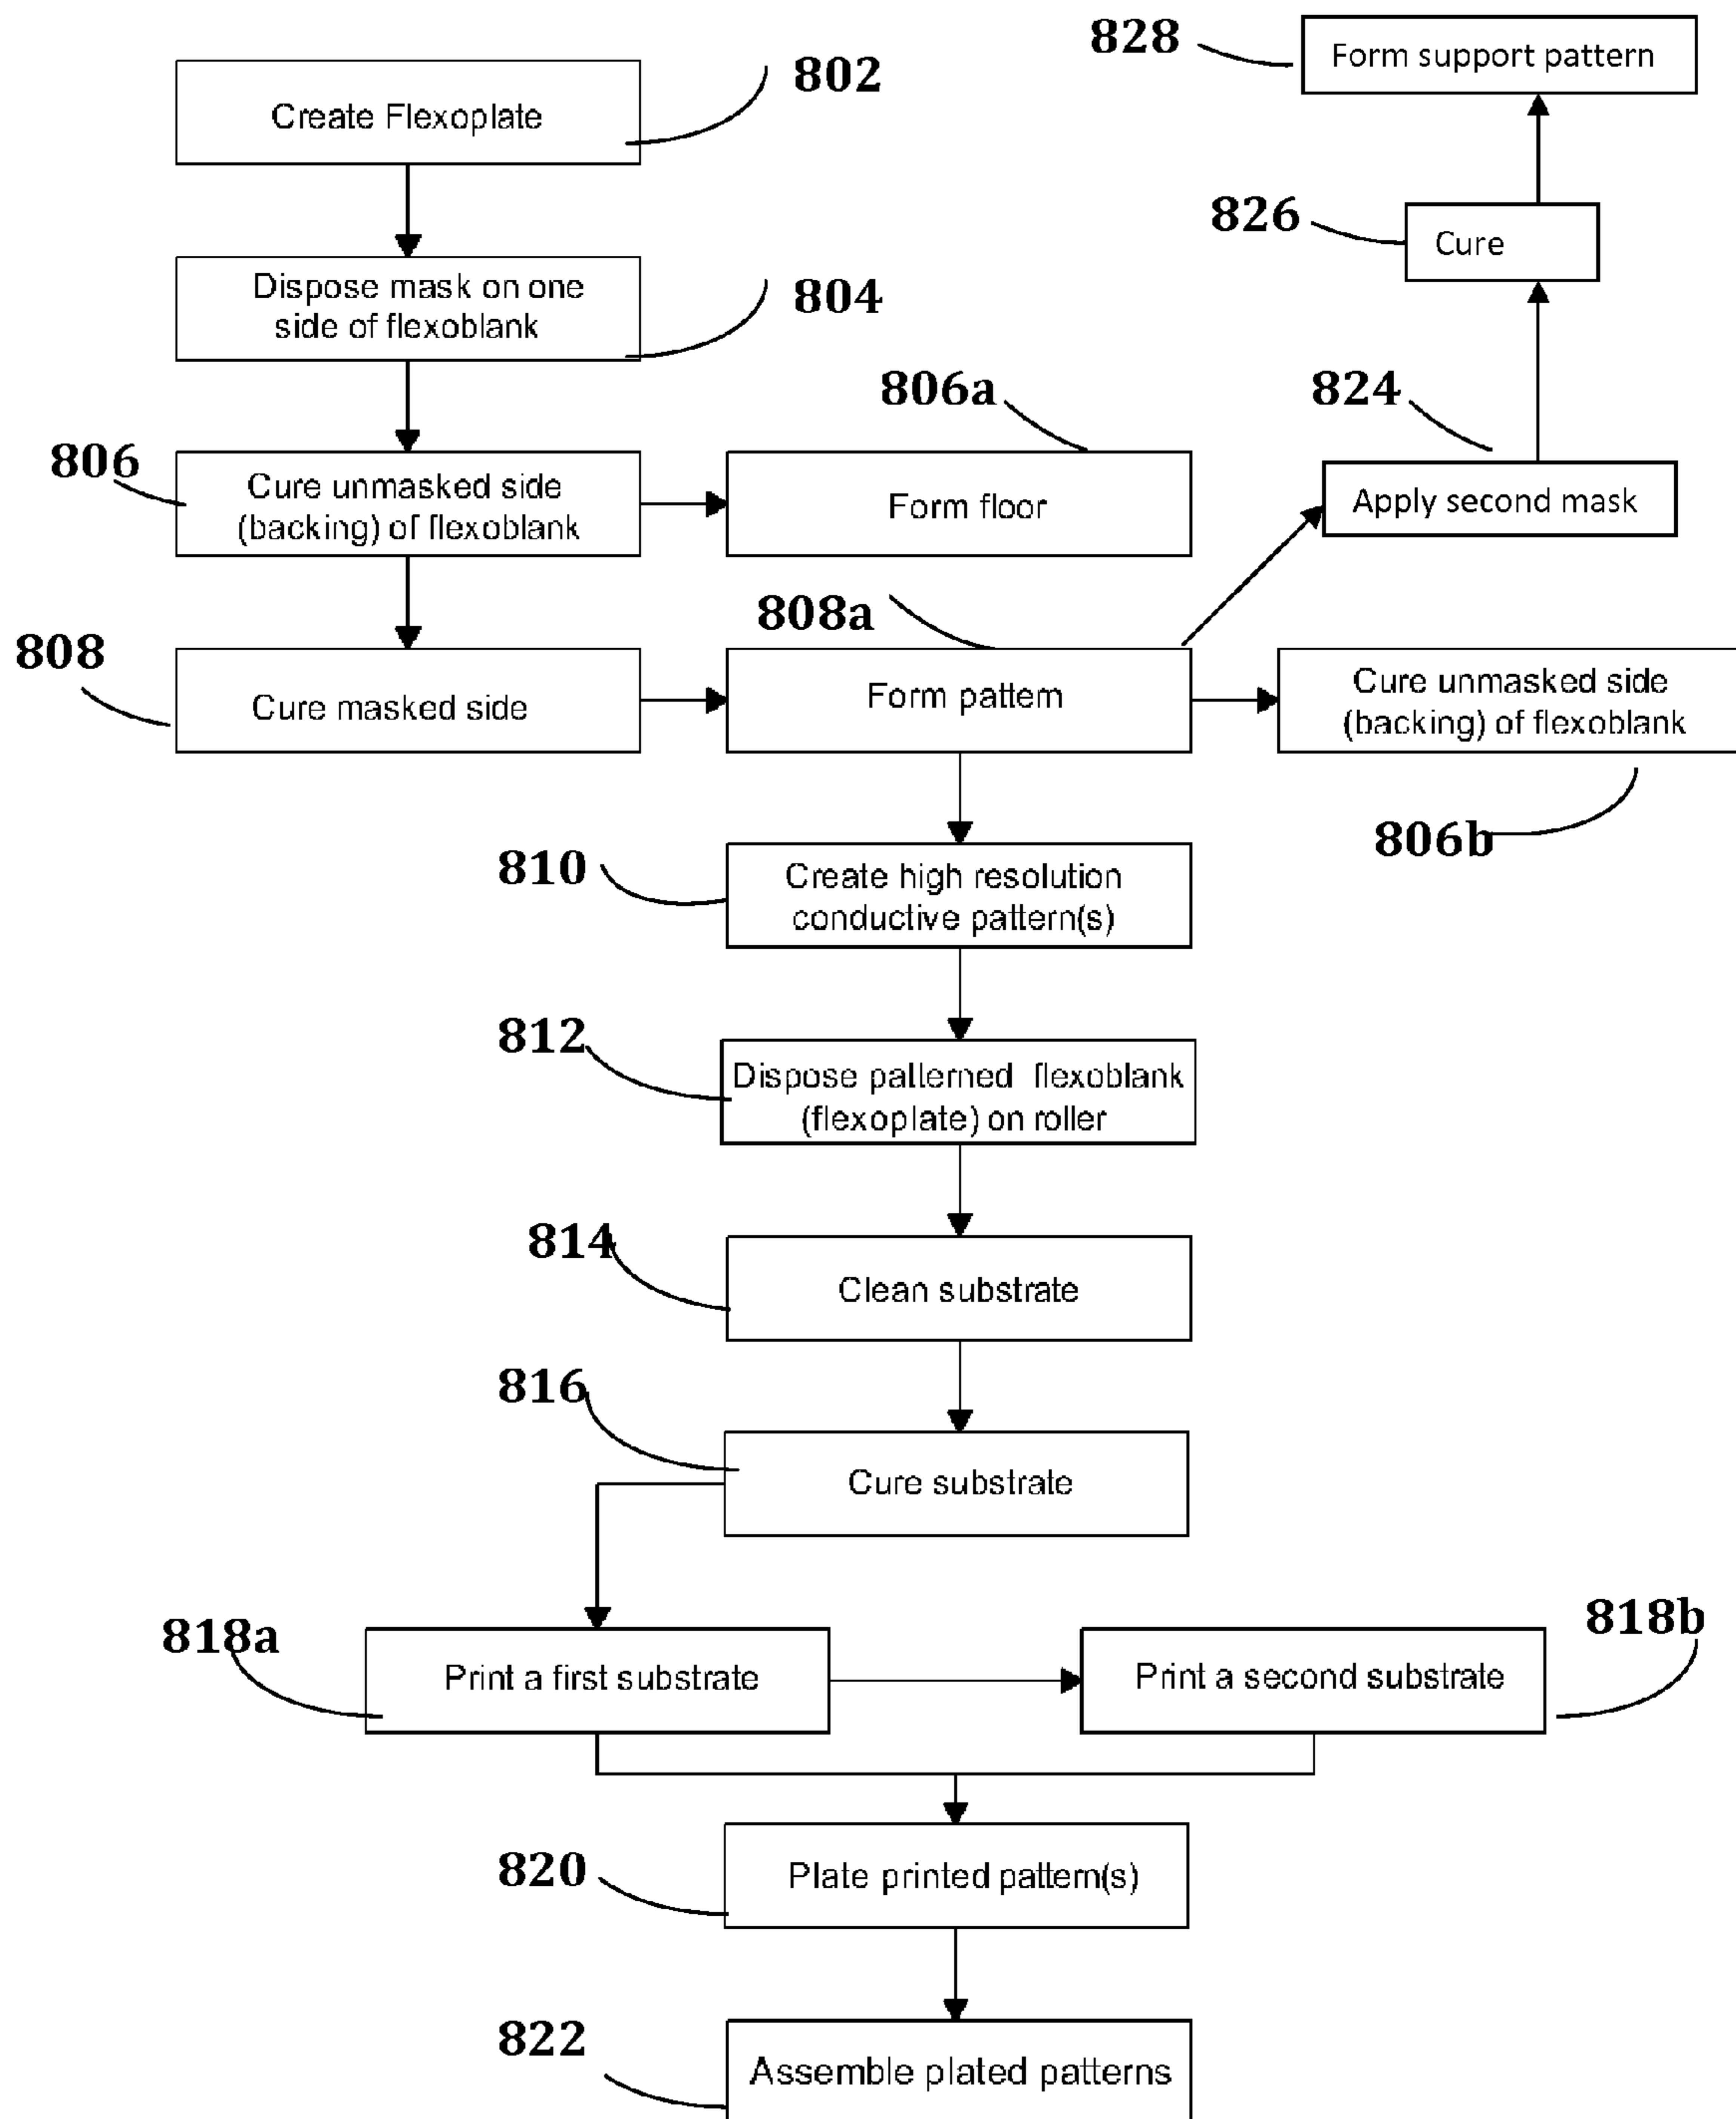 828
Form support pattern
802
Create Flexoplate
826
Cure
Dispose mask on one
side of flexoblank
804
806a
824
806
Cure unmasked side
(backing) of flexoblank
Form floor
Apply second mask
808a
808
Cure masked side
Form pattern
Cure unmasked side
(backing) of flexoblank
806b
810
Create high resolution
conductive pattern(s)
812
Dispose patterned flexoblank
(flexoplate) on roller
814
Clean substrate
816
Cure substrate
818a
Print a first substrate
818b
Print a second substrate
820
Plate printed pattern(s)
822
Assemble plated patterns